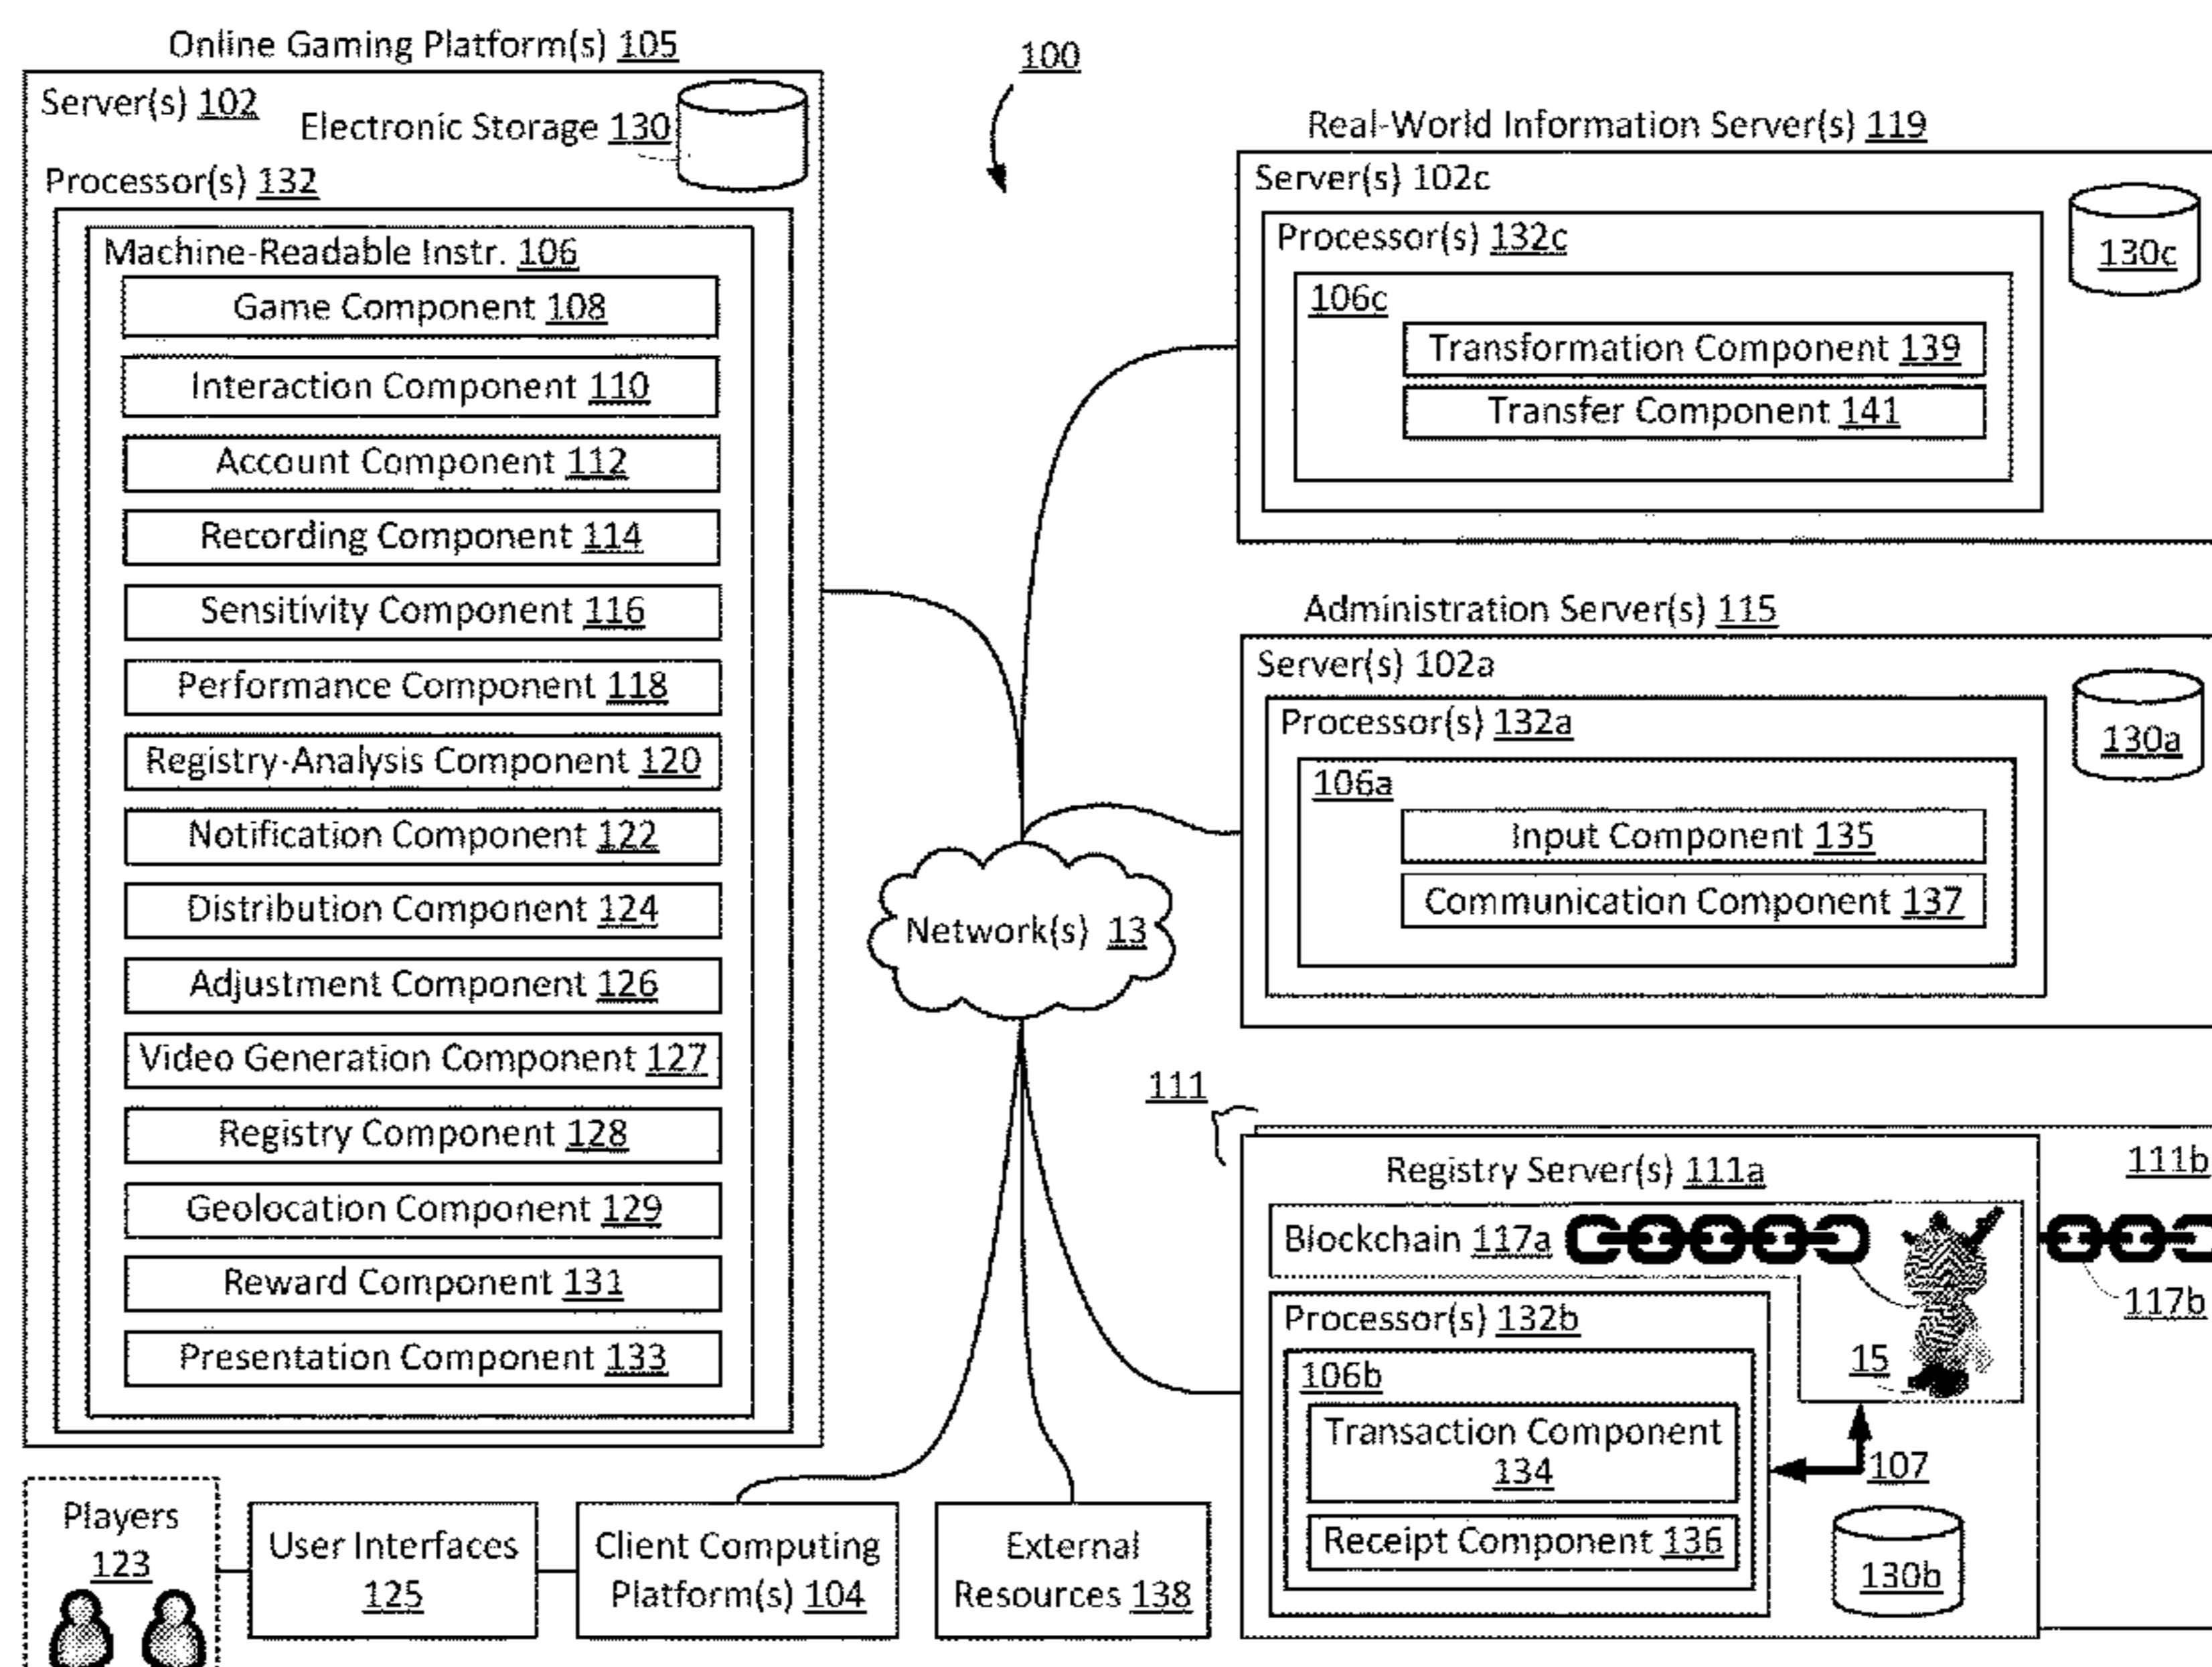 Online Gaming Platform(s) 105
Server(s) 102
Electronic Storage 130
Processor(s) 132
Machine-Readable Instr. 106
Game Component 108
Interaction Component 110
Account Component 112
Recording Component 114
Sensitivity Component 116
Performance Component 118
Registry-Analysis Component 120
Notification Component 122
Distribution Component 124
Adjustment Component 126
Video Generation Component 127
Registry Component 128
Geolocation Component 129
Reward Component 131
Presentation Component 133
100
Real-World Information Server(s) 119
Server(s) 102c
Processor(s) 132c
130c
106c
Transformation Component 139
Transfer Component 141
Administration Server(s) 115
Server(s) 102a
Processor(s) 132a
130a
106a
Input Component 135
Communication Component 137
Network(s) 13
111
Registry Server(s) 111a
111b
Blockchain 117a
117b
Processor(s) 132b
15
106b
Transaction Component
134
107
Receipt Component 136
130b
Players
123
User Interfaces
125
Client Computing
Platform(s) 104
External
Resources 138